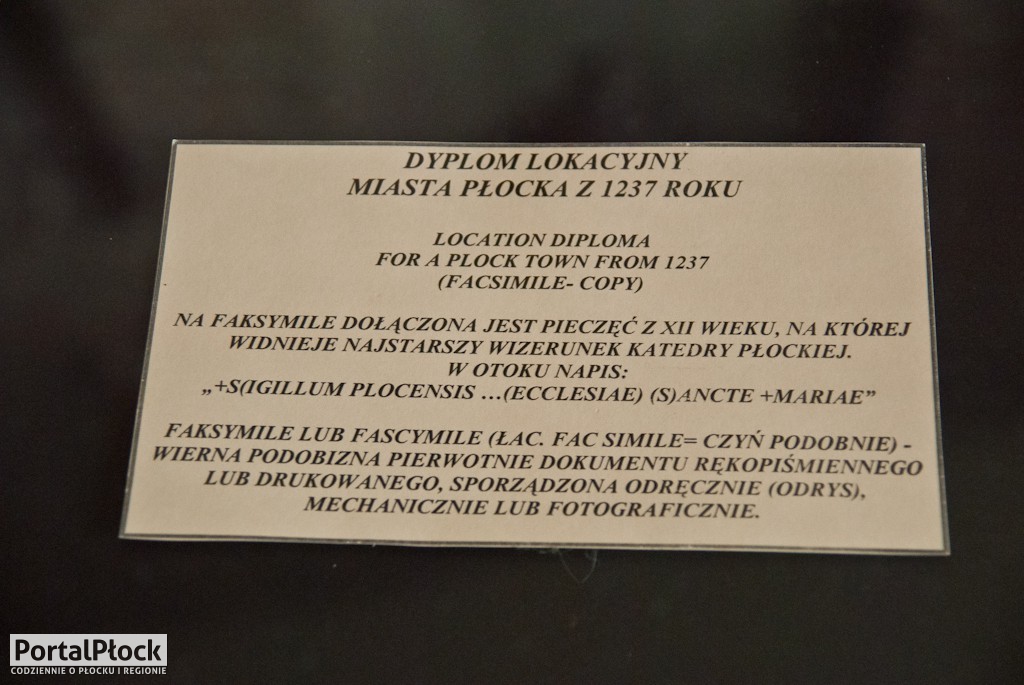 DYPLOM LOKACYJNY
MIASTA PŁOCKA Z 1237 ROKU
LOCATION DIPLOMA
FOR A PLOCK TOWN FROM 1237
(FACSIMILE- COPY)
NA FAKSYMILE DOŁĄCZONA JEST PIECZĘĆ Z XII WIEKU, NA KTÓREJ
WIDNIEJE NAJSTARSZY WIZERUNEK KATEDRY PŁOCKIEJ.
W OTOKU NAPIS:
„+S(IGILLUM PLOCENSIS …(ECCLESIAE) (S)ANCTE +MARIAE”
FAKSYMILE LUB FASCYMILE (ŁAC. FAC SIMILE= CZYŃ PODOBNIE) -
WIERNA PODOBIZNA PIERWOTNIE DOKUMENTU RĘKOPIŚMIENNEGO
LUB DRUKOWANEGO, SPORZĄDZONA ODRĘCZNIE (ODRYS),
MECHANICZNIE LUB FOTOGRAFICZNIE.
PortalPłock
CODZIENNIE O PŁOCKU I REGIONIE